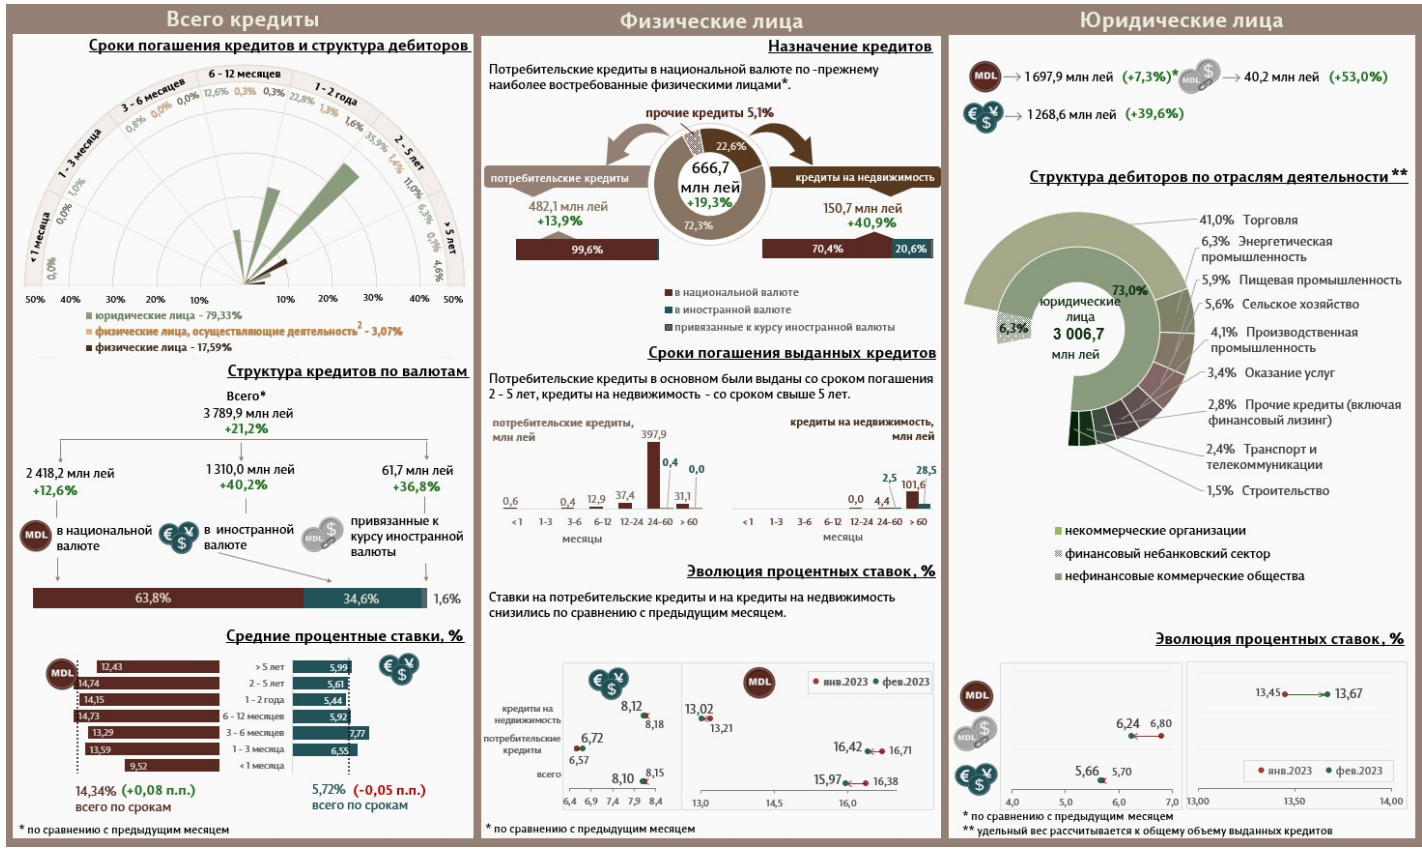 Всего кредиты
Сроки погашения кредитов и структура дебиторов
< 1 месяца
1 - 3 месяца
3 - 6 месяцев
6 - 12 месяцев
1 - 2 года
2 - 5 лет
> 5 лет
0,0%
0,0%
1,0%
0,8%
0,0%
0,0%
12,6%
0,3%
0,3%
22,8%
1,3%
1,6%
35,9%
1,4%
11,0%
6,3%
0,1%
4,6%
50% 40% 30% 20% 10% 10% 20% 30% 40% 50%
юридические лица - 79,33%
физические лица, осуществляющие деятельность2 - 3,07%
физические лица - 17,59%
Структура кредитов по валютам
Всего*
3 789,9 млн лей
+21,2%
2 418,2 млн лей
+12,6%
1 310,0 млн лей
+40,2%
61,7 млн лей
+36,8%
MDL
в национальной
валюте
€ ¥ $
в иностранной
валюте
MDL $
привязанные к
курсу иностранной
валюты
63,8% 34,6% 1,6%
Средние процентные ставки, %
MDL
€ ¥ $
12,43 > 5 лет 5,99
14,74 2 - 5 лет 5,61
14,15 1 - 2 года 5,44
14,73 6 - 12 месяцев 5,92
13,29 3 - 6 месяцев 7,77
13,59 1 - 3 месяца 6,55
9,52 < 1 месяца
14,34% (+0,08 п.п.)
всего по срокам
5,72% (-0,05 п.п.)
всего по срокам
* по сравнению с предыдущим месяцем
Физические лица
Назначение кредитов
Потребительские кредиты в национальной валюте по -прежнему
наиболее востребованные физическими лицами*.
прочие кредиты 5,1%
22,6%
666,7
млн лей
+19,3%
72,3%
потребительские кредиты
482,1 млн лей
+13,9%
99,6%
кредиты на недвижимость
150,7 млн лей
+40,9%
70,4% 20,6%
в национальной валюте
в иностранной валюте
привязанные к курсу иностранной валюты
Сроки погашения выданных кредитов
Потребительские кредиты в основном были выданы со сроком погашения
2 - 5 лет, кредиты на недвижимость - со сроком свыше 5 лет.
потребительские кредиты,
млн лей
0,6 0,4 12,9 37,4 397,9 0,4 31,1 0,0
< 1 1-3 3-6 6-12 12-24 24-60 > 60
месяцы
кредиты на недвижимость,
млн лей
0,0 4,4 2,5 101,6 28,5
< 1 1-3 3-6 6-12 12-24 24-60 > 60
месяцы
Эволюция процентных ставок, %
Ставки на потребительские кредиты и на кредиты на недвижимость
снизились по сравнению с предыдущим месяцем.
€ ¥ $
MDL
янв.2023 фев.2023
кредиты на
недвижимость
8,12
8,18
13,02
13,21
потребительские
кредиты
6,72
6,57
16,42 16,71
всего
8,10 8,15
15,97 16,38
6,4 6,9 7,4 7,9 8,4
13,0 14,5 16,0
* по сравнению с предыдущим месяцем
Юридические лица
MDL 1 697,9 млн лей (+7,3%)*
MDL $ 40,2 млн лей (+53,0%)
€ ¥ $ 1 268,6 млн лей (+39,6%)
Структура дебиторов по отраслям деятельности **
73,0%
6,3%
юридические
лица
3 006,7
млн лей
41,0% Торговля
6,3% Энергетическая
промышленность
5,9% Пищевая промышленность
5,6% Сельское хозяйство
4,1% Производственная
промышленность
3,4% Оказание услуг
2,8% Прочие кредиты (включая
финансовый лизинг)
2,4% Транспорт и
телекоммуникации
1,5% Строительство
некоммерческие организации
финансовый небанковский сектор
нефинансовые коммерческие общества
Эволюция процентных ставок, %
MDL
13,45 13,67
MDL $
6,24 6,80
€ ¥ $
5,66 5,70
янв.2023 фев.2023
4,0 5,0 6,0 7,0
13,00 13,50 14,00
* по сравнению с предыдущим месяцем
** удельный вес рассчитывается к общему объему выданных кредитов